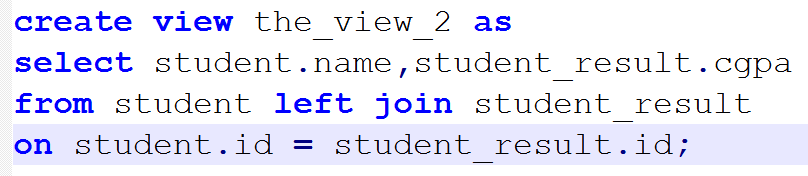 create view the_view_2 as
select student.name,student_result.cgpa
from student left join student_result
on student.id = student_result.id;